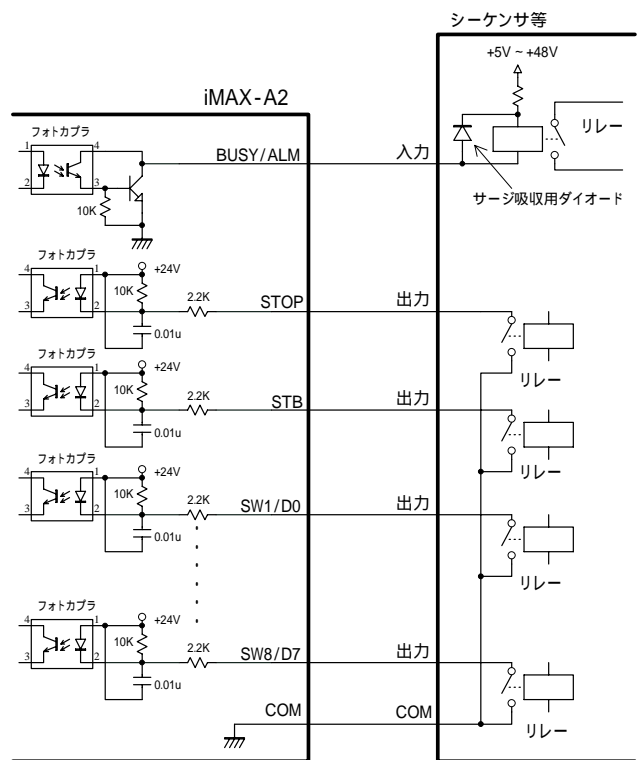 シーケンサ等
+5V ~ +48V
iMAX-A2
フォトカプラ
リレー
1
4
BUSY/ALM
入力
2
3
10K
サージ吸収用ダイオード
フォトカプラ
+24V
4
1
10K
2.2K
STOP
出力
3
2
0.01u
リレー
フォトカプラ
+24V
4
1
10K
2.2K
STB
出力
3
2
0.01u
リレー
フォトカプラ
+24V
4
1
10K
2.2K
SW1/D0
出力
3
2
0.01u
リレー
フォトカプラ
+24V
4
1
10K
2.2K
SW8/D7
出力
3
2
0.01u
COM
COM
リレー